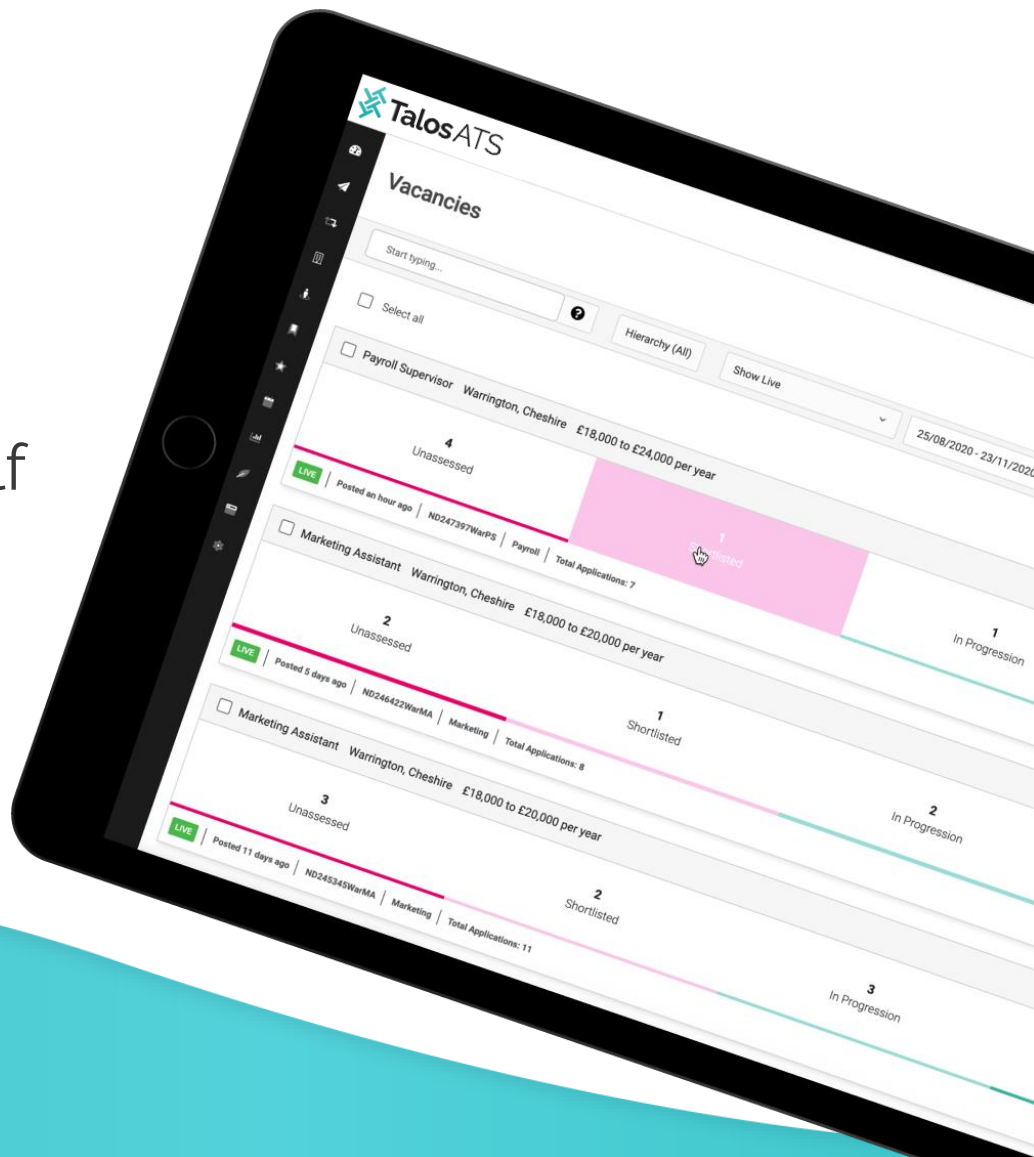 Talos ATS
Vacancies
Start typing...
Hierarchy (All)
Show Live
25/08/2020 - 23/11/2020
Select all
Payroll Supervisor Warrington, Cheshire £18,000 to £24,000 per year
4
Unassessed
1
Shortlisted
1
In Progression
LIVE | Posted an hour ago | ND247397WarPS | Payroll | Total Applications: 7
Marketing Assistant Warrington, Cheshire £18,000 to £20,000 per year
2
Unassessed
1
Shortlisted
2
In Progression
LIVE | Posted 5 days ago | ND246422WarMA | Marketing | Total Applications: 8
Marketing Assistant Warrington, Cheshire £18,000 to £20,000 per year
3
Unassessed
2
Shortlisted
3
In Progression
LIVE | Posted 11 days ago | ND245345WarMA | Marketing | Total Applications: 11